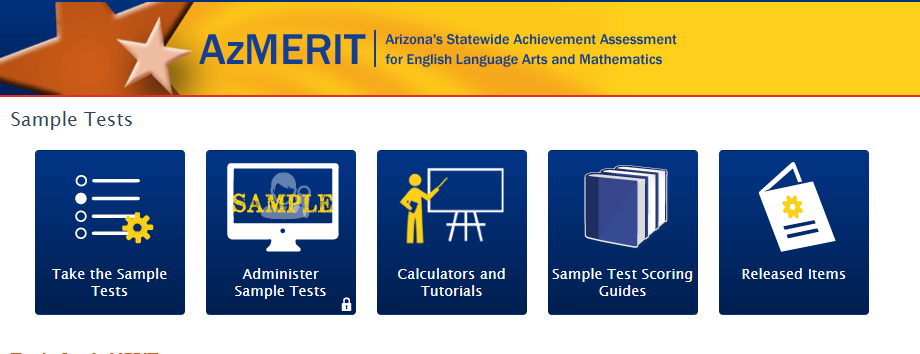 AzMERIT
Arizona's Statewide Achievement Assessment
for English Language Arts and Mathematics
Sample Tests
Take the Sample
Tests
SAMPLE
Administer
Sample Tests
Calculators and
Tutorials
Sample Test Scoring
Guides
Released Items